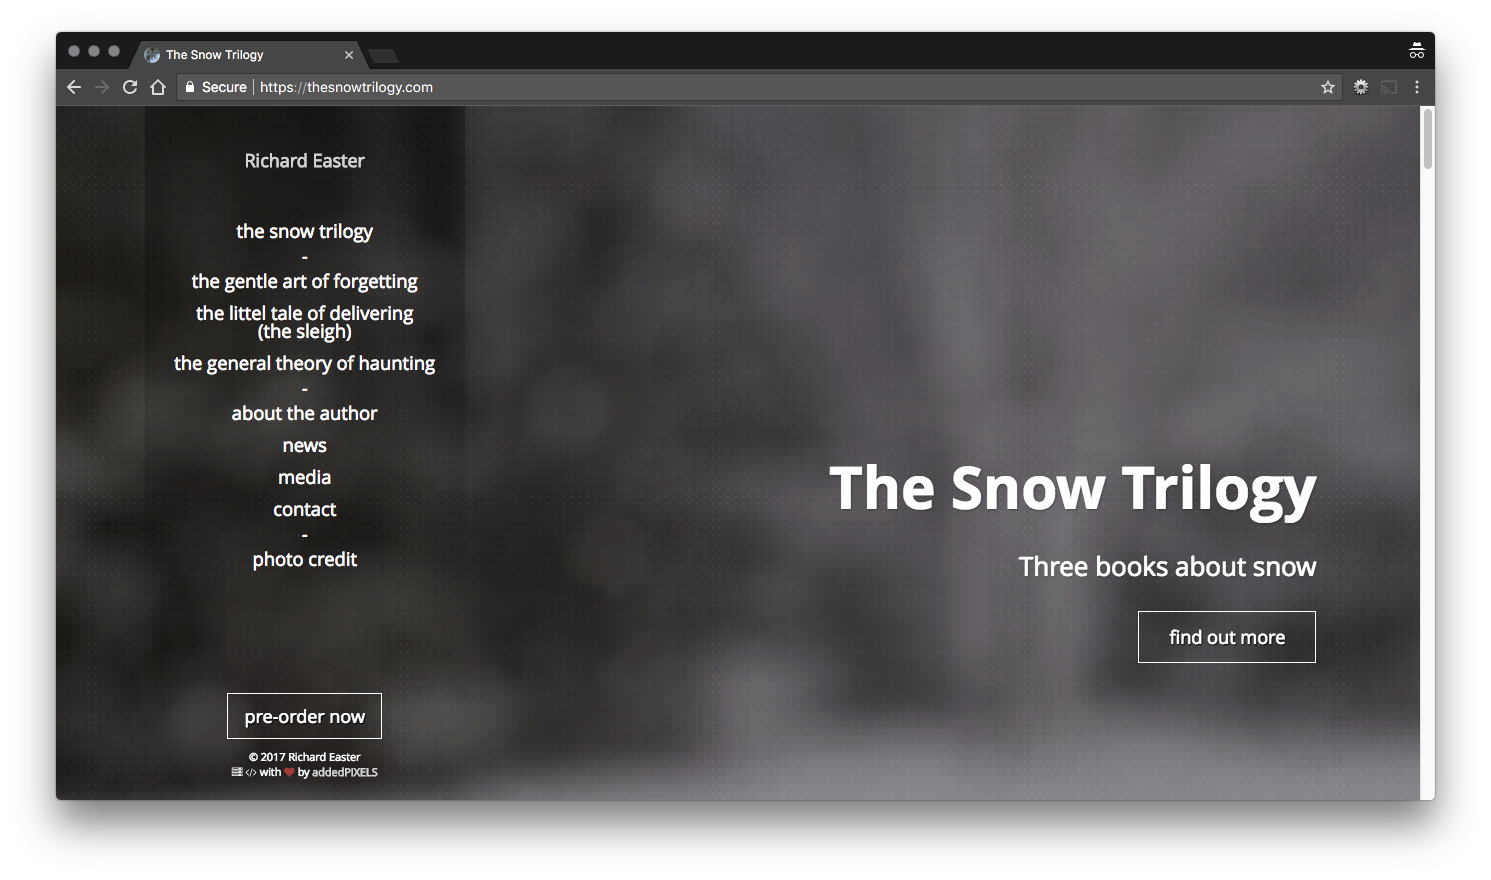 The Snow Trilogy
Secure https://thesnowtrilogy.com
Richard Easter
the snow trilogy
-
the gentle art of forgetting
the littel tale of delivering
(the sleigh)
the general theory of haunting
-
about the author
news
media
contact
-
photo credit
pre-order now
© 2017 Richard Easter
</> with ♥ by addedPIXELS
The Snow Trilogy
Three books about snow
find out more